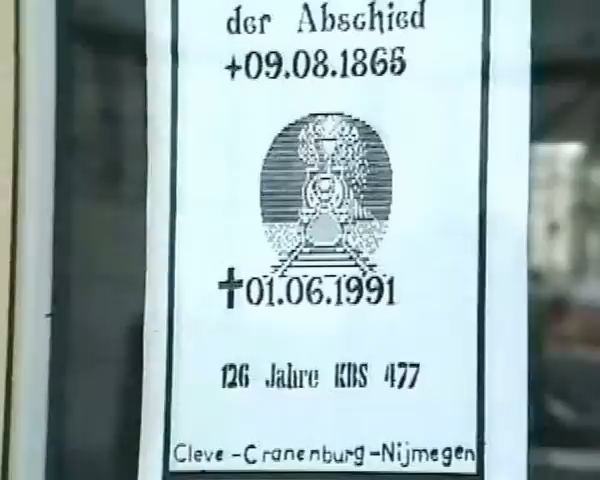 der Abschied
+09.08.1865
✝01.06.1991
126 Jahre KBS 477
Cleve-Cranenburg-Nijmegen